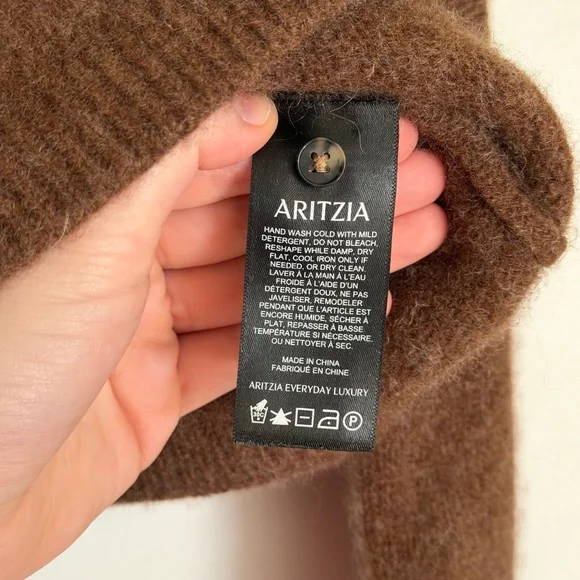 ARITZIA
HAND WASH COLD WITH MILD
DETERGENT, DO NOT BLEACH,
RESHAPE WHILE DAMP, DRY
FLAT, COOL IRON ONLY IF
NEEDED, OR DRY CLEAN.
LAVER À LA MAIN À L'EAU
FROIDE À L'AIDE D'UN
DÉTERGENT DOUX, NE PAS
JAVELISER, REMODELER
PENDANT QUE L'ARTICLE EST
ENCORE HUMIDE, SÉCHER À
PLAT, REPASSER À BASSE
TEMPÉRATURE SI NÉCESSAIRE.
OU NETTOYER À SEC.
MADE IN CHINA
FABRIQUÉ EN CHINE
ARITZIA EVERYDAY LUXURY
30C P